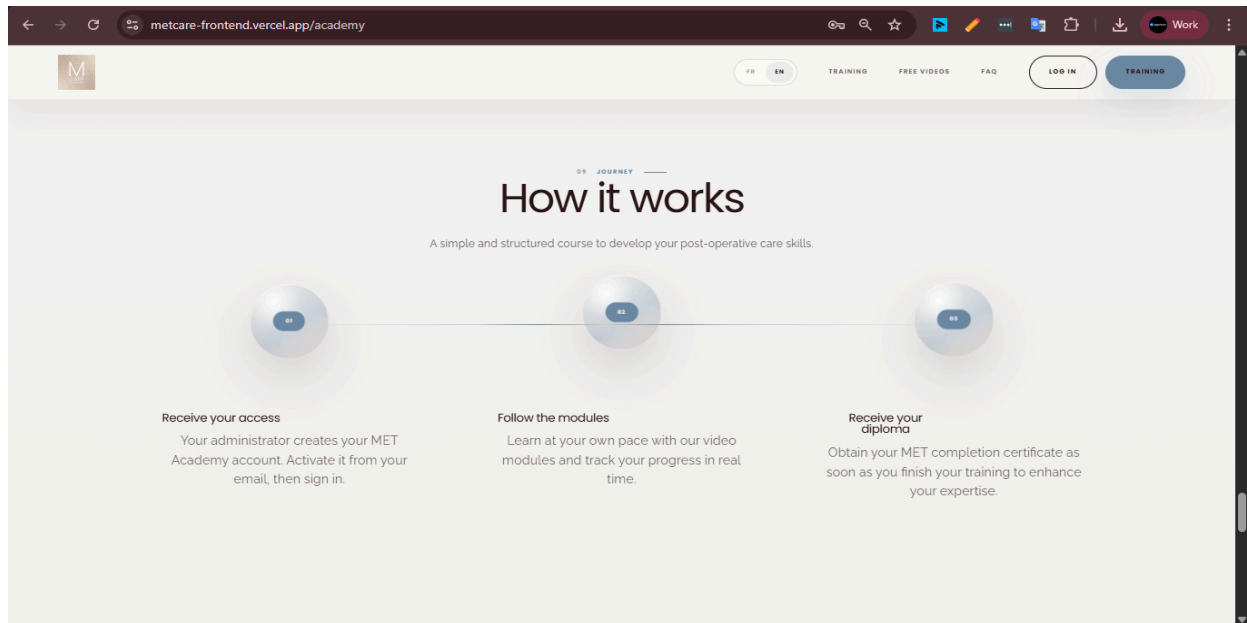 metcare-frontend.vercel.app/academy
Work
M
FR EN TRAINING FREE VIDEOS FAQ LOG IN TRAINING
09 JOURNEY
How it works
A simple and structured course to develop your post-operative care skills.
01
02
03
Receive your access
Your administrator creates your MET
Academy account. Activate it from your
email, then sign in.
Follow the modules
Learn at your own pace with our video
modules and track your progress in real
time.
Receive your
diploma
Obtain your MET completion certificate as
soon as you finish your training to enhance
your expertise.